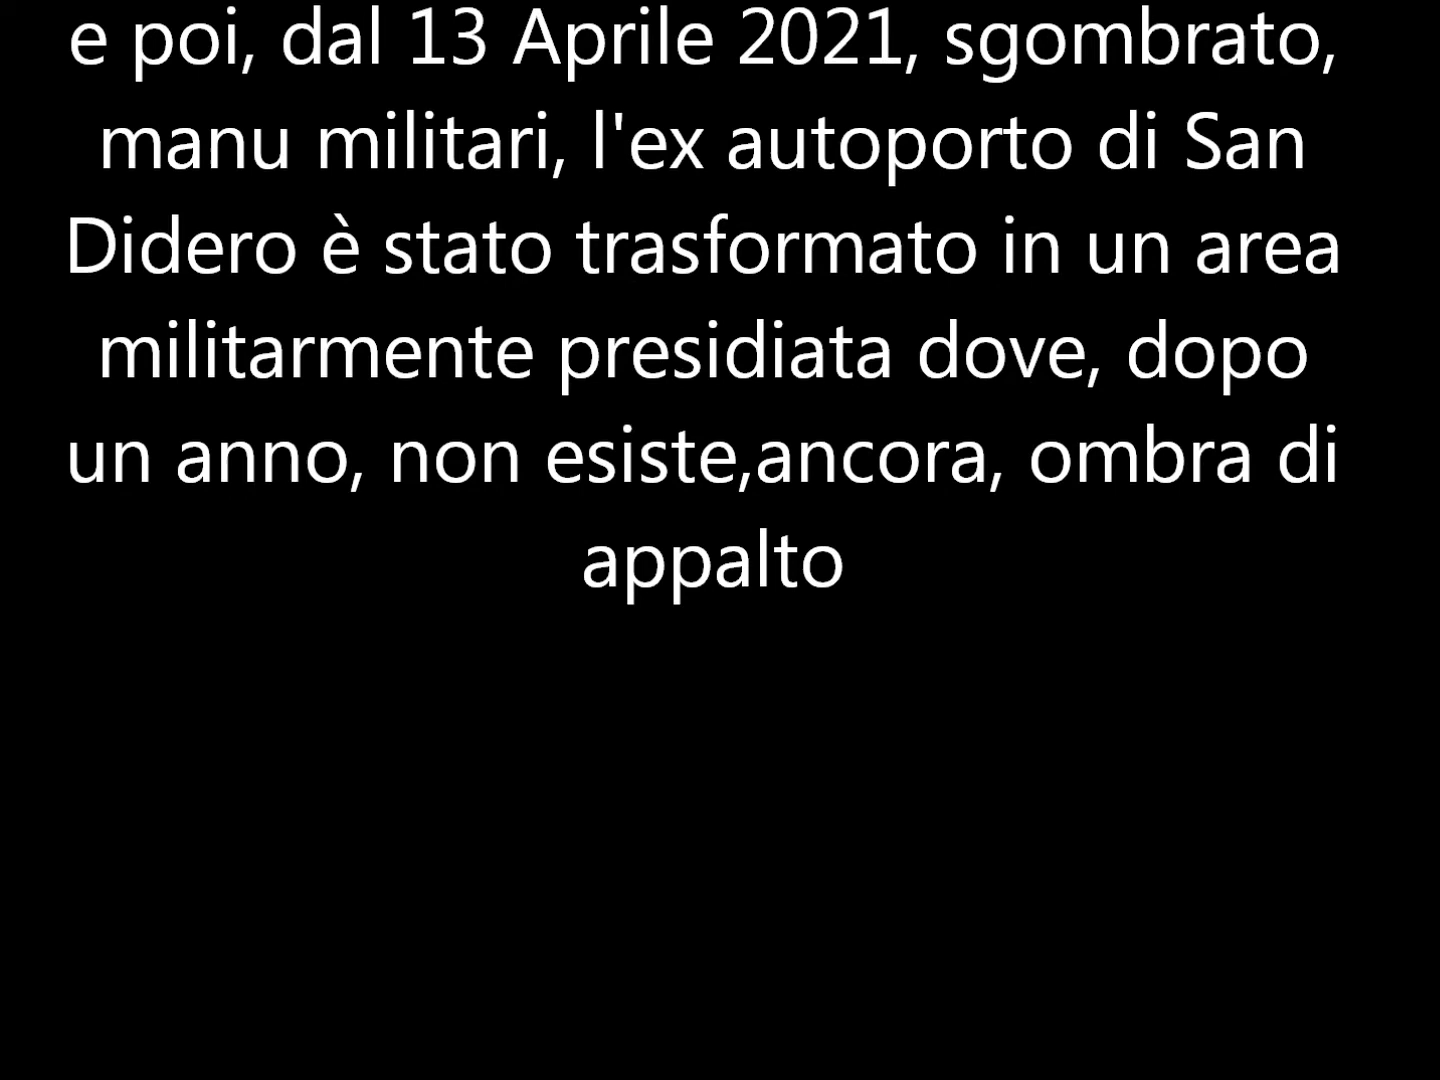 e poi, dal 13 Aprile 2021, sgombrato,
manu militari, l'ex autoporto di San
Didero è stato trasformato in un area
militarmente presidiata dove, dopo
un anno, non esiste,ancora, ombra di
appalto